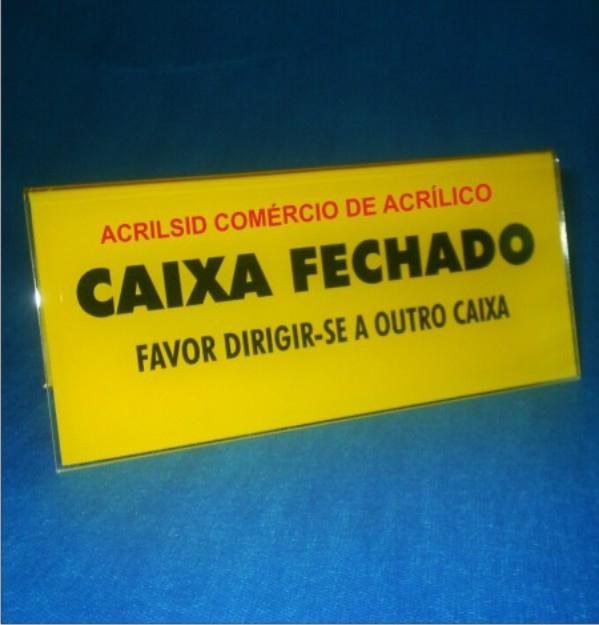 ACRILSID COMÉRCIO DE ACRÍLICO
CAIXA FECHADO
FAVOR DIRIGIR-SE A OUTRO CAIXA